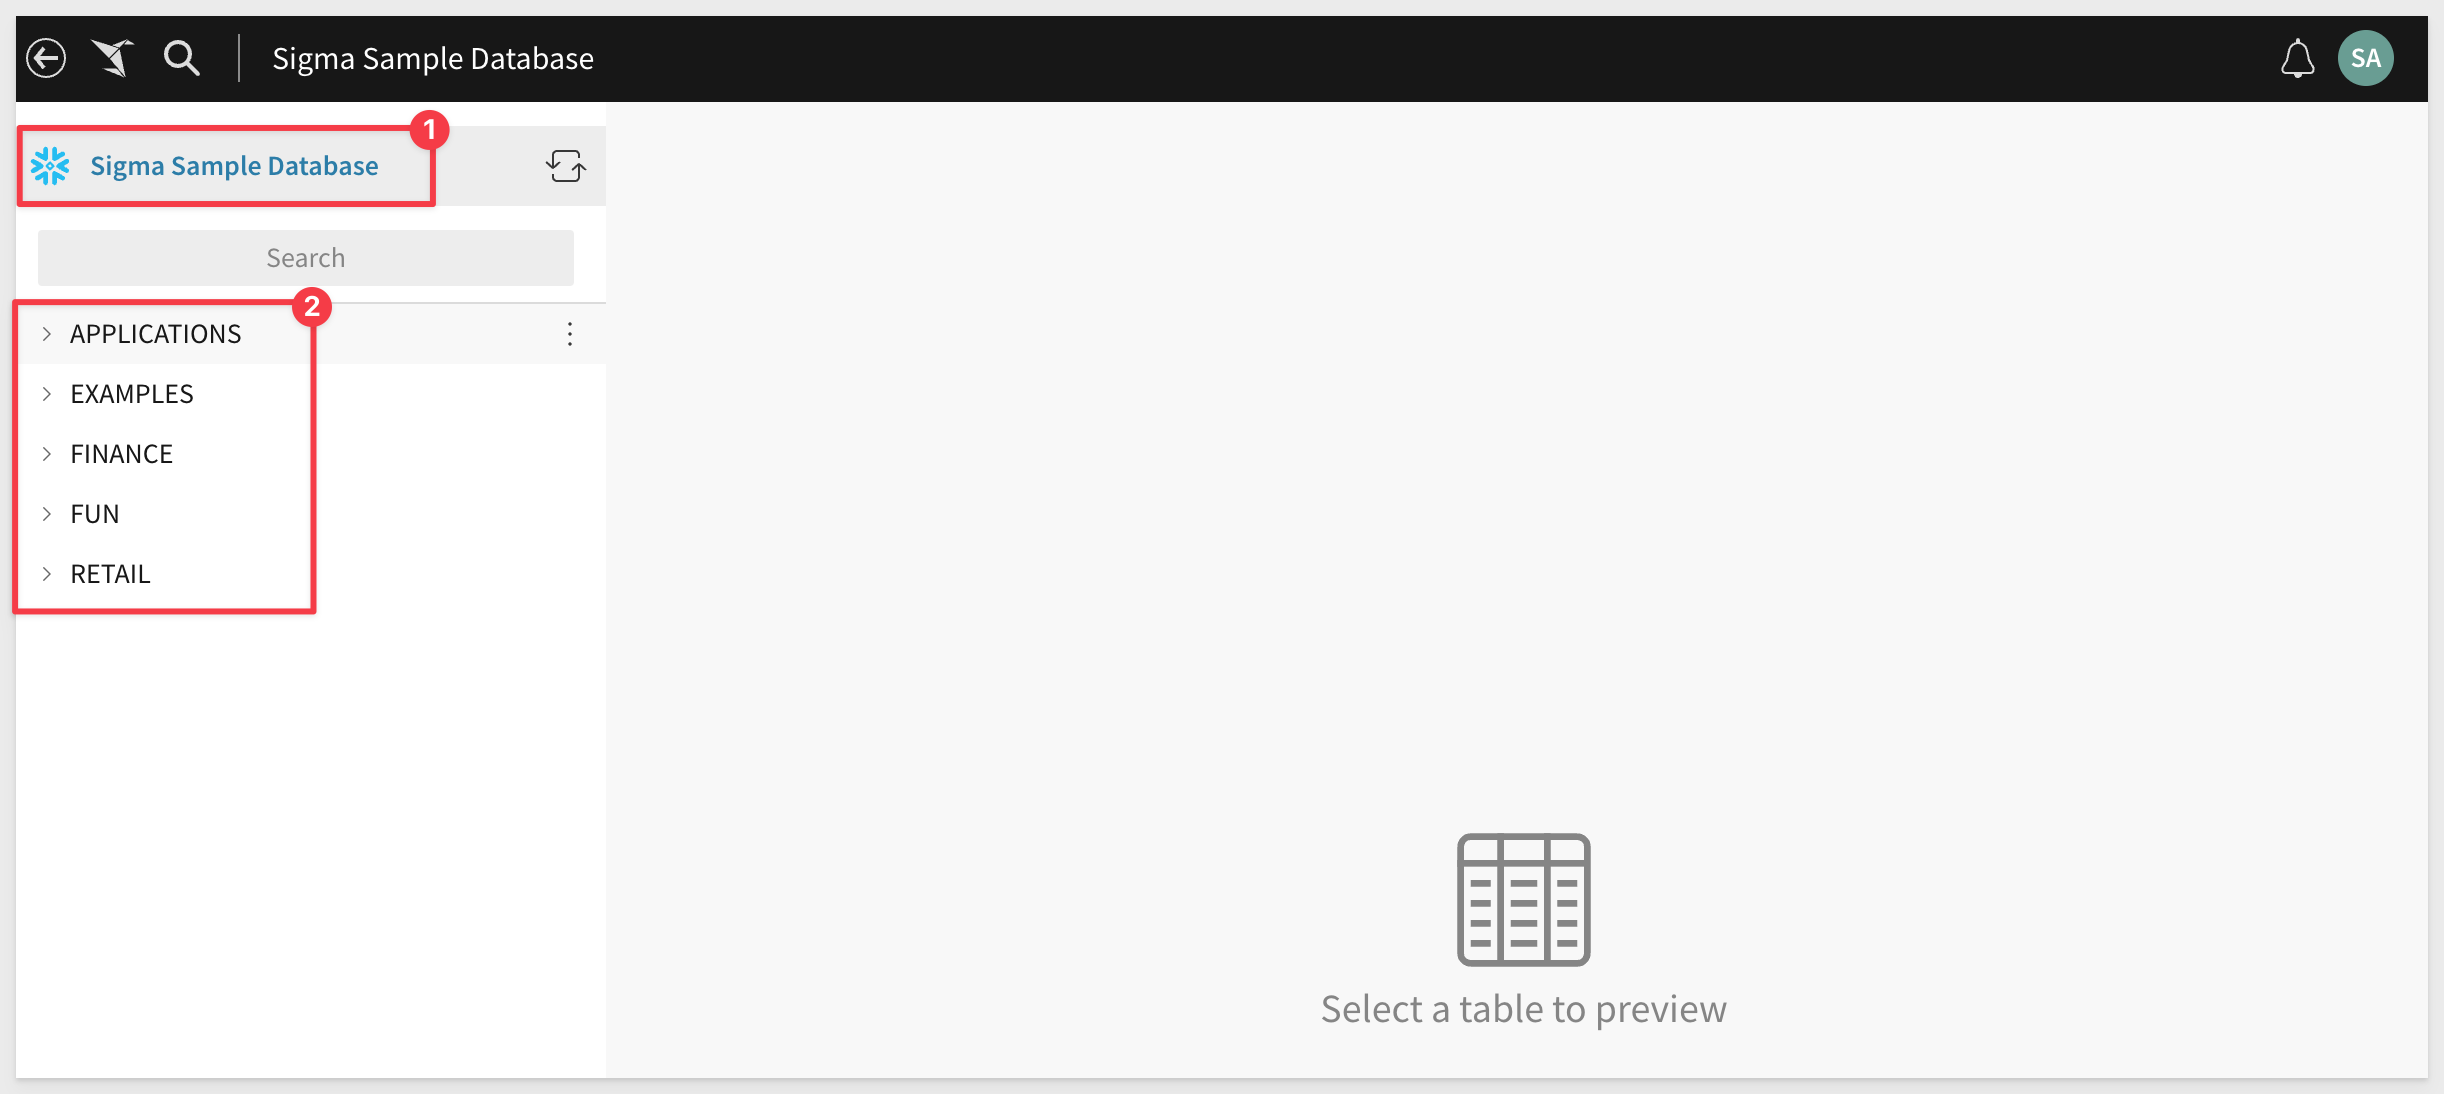 Sigma Sample Database
SA
1
Sigma Sample Database
Search
2
APPLICATIONS
EXAMPLES
FINANCE
FUN
RETAIL
Select a table to preview